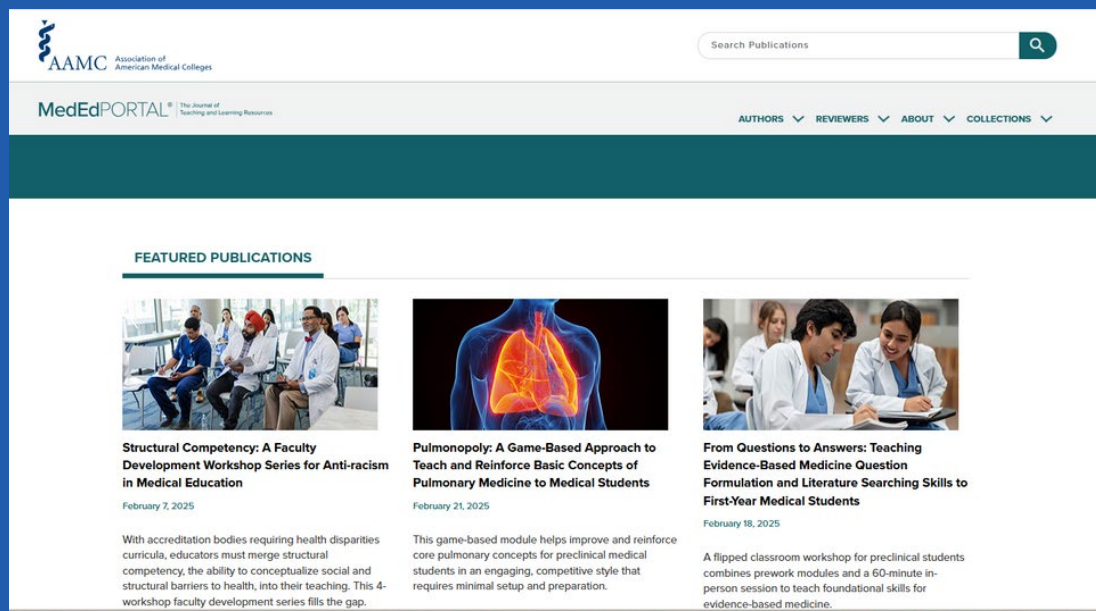 AAMC
Association of
American Medical Colleges
Search Publications
MedEdPORTAL®
The Journal of
Teaching and Learning Resources
AUTHORS REVIEWERS ABOUT COLLECTIONS
FEATURED PUBLICATIONS
Structural Competency: A Faculty
Development Workshop Series for Anti-racism
in Medical Education
February 7, 2025
With accreditation bodies requiring health disparities
curricula, educators must merge structural
competency, the ability to conceptualize social and
structural barriers to health, into their teaching. This 4-
workshop faculty development series fills the gap.
Pulmonopoly: A Game-Based Approach to
Teach and Reinforce Basic Concepts of
Pulmonary Medicine to Medical Students
February 21, 2025
This game-based module helps improve and reinforce
core pulmonary concepts for preclinical medical
students in an engaging, competitive style that
requires minimal setup and preparation.
From Questions to Answers: Teaching
Evidence-Based Medicine Question
Formulation and Literature Searching Skills to
First-Year Medical Students
February 18, 2025
A flipped classroom workshop for preclinical students
combines prework modules and a 60-minute in-
person session to teach foundational skills for
evidence-based medicine.